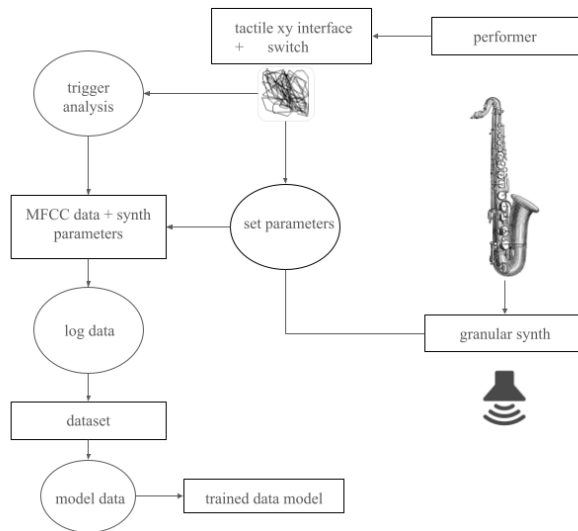 tactile xy interface
+ switch
performer
trigger
analysis
MFCC data + synth
parameters
set parameters
log data
granular synth
dataset
model data
trained data model